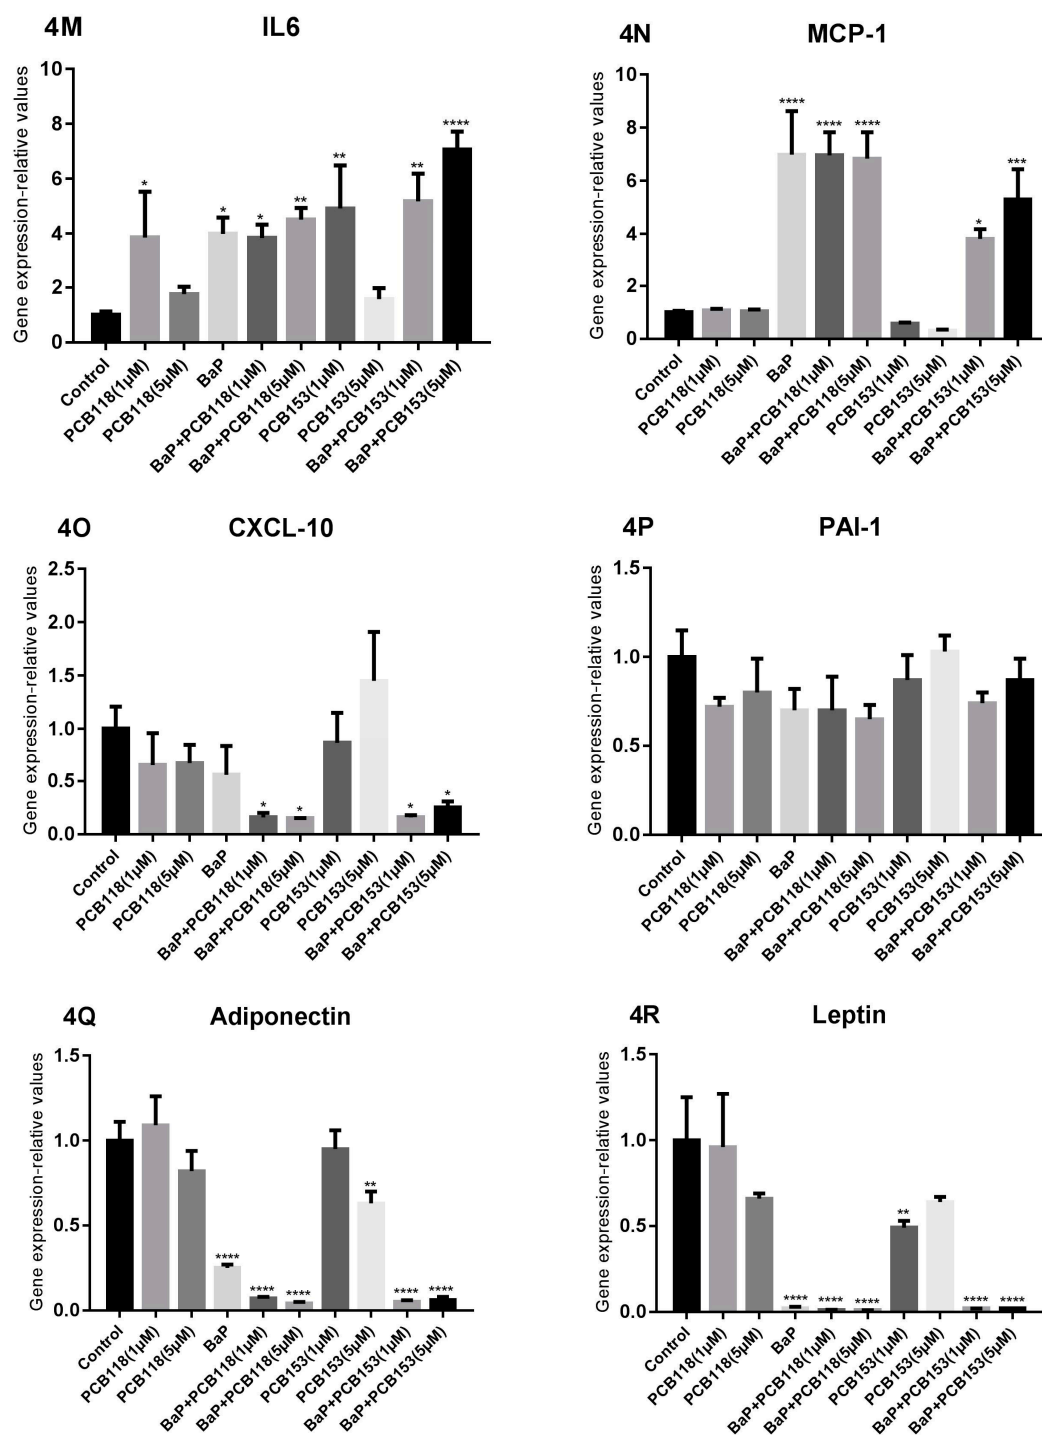 4M IL6
Gene expression-relative values
10
8
6
4
2
0
* * * ** ** ** ****
Control PCB118(1µM) PCB118(5µM) BaP BaP+PCB118(1µM) BaP+PCB118(5µM) PCB153(1µM) PCB153(5µM) BaP+PCB153(1µM) BaP+PCB153(5µM)
4N MCP-1
Gene expression-relative values
10
8
6
4
2
0
**** **** **** * ***
Control PCB118(1µM) PCB118(5µM) BaP BaP+PCB118(1µM) BaP+PCB118(5µM) PCB153(1µM) PCB153(5µM) BaP+PCB153(1µM) BaP+PCB153(5µM)
4O CXCL-10
Gene expression-relative values
2.5
2.0
1.5
1.0
0.5
0.0
* * * *
Control PCB118(1µM) PCB118(5µM) BaP BaP+PCB118(1µM) BaP+PCB118(5µM) PCB153(1µM) PCB153(5µM) BaP+PCB153(1µM) BaP+PCB153(5µM)
4P PAI-1
Gene expression-relative values
1.5
1.0
0.5
0.0
Control PCB118(1µM) PCB118(5µM) BaP BaP+PCB118(1µM) BaP+PCB118(5µM) PCB153(1µM) PCB153(5µM) BaP+PCB153(1µM) BaP+PCB153(5µM)
4Q Adiponectin
Gene expression-relative values
1.5
1.0
0.5
0.0
**** **** **** ** **** ****
Control PCB118(1µM) PCB118(5µM) BaP BaP+PCB118(1µM) BaP+PCB118(5µM) PCB153(1µM) PCB153(5µM) BaP+PCB153(1µM) BaP+PCB153(5µM)
4R Leptin
Gene expression-relative values
1.5
1.0
0.5
0.0
**** **** **** ** **** ****
Control PCB118(1µM) PCB118(5µM) BaP BaP+PCB118(1µM) BaP+PCB118(5µM) PCB153(1µM) PCB153(5µM) BaP+PCB153(1µM) BaP+PCB153(5µM)